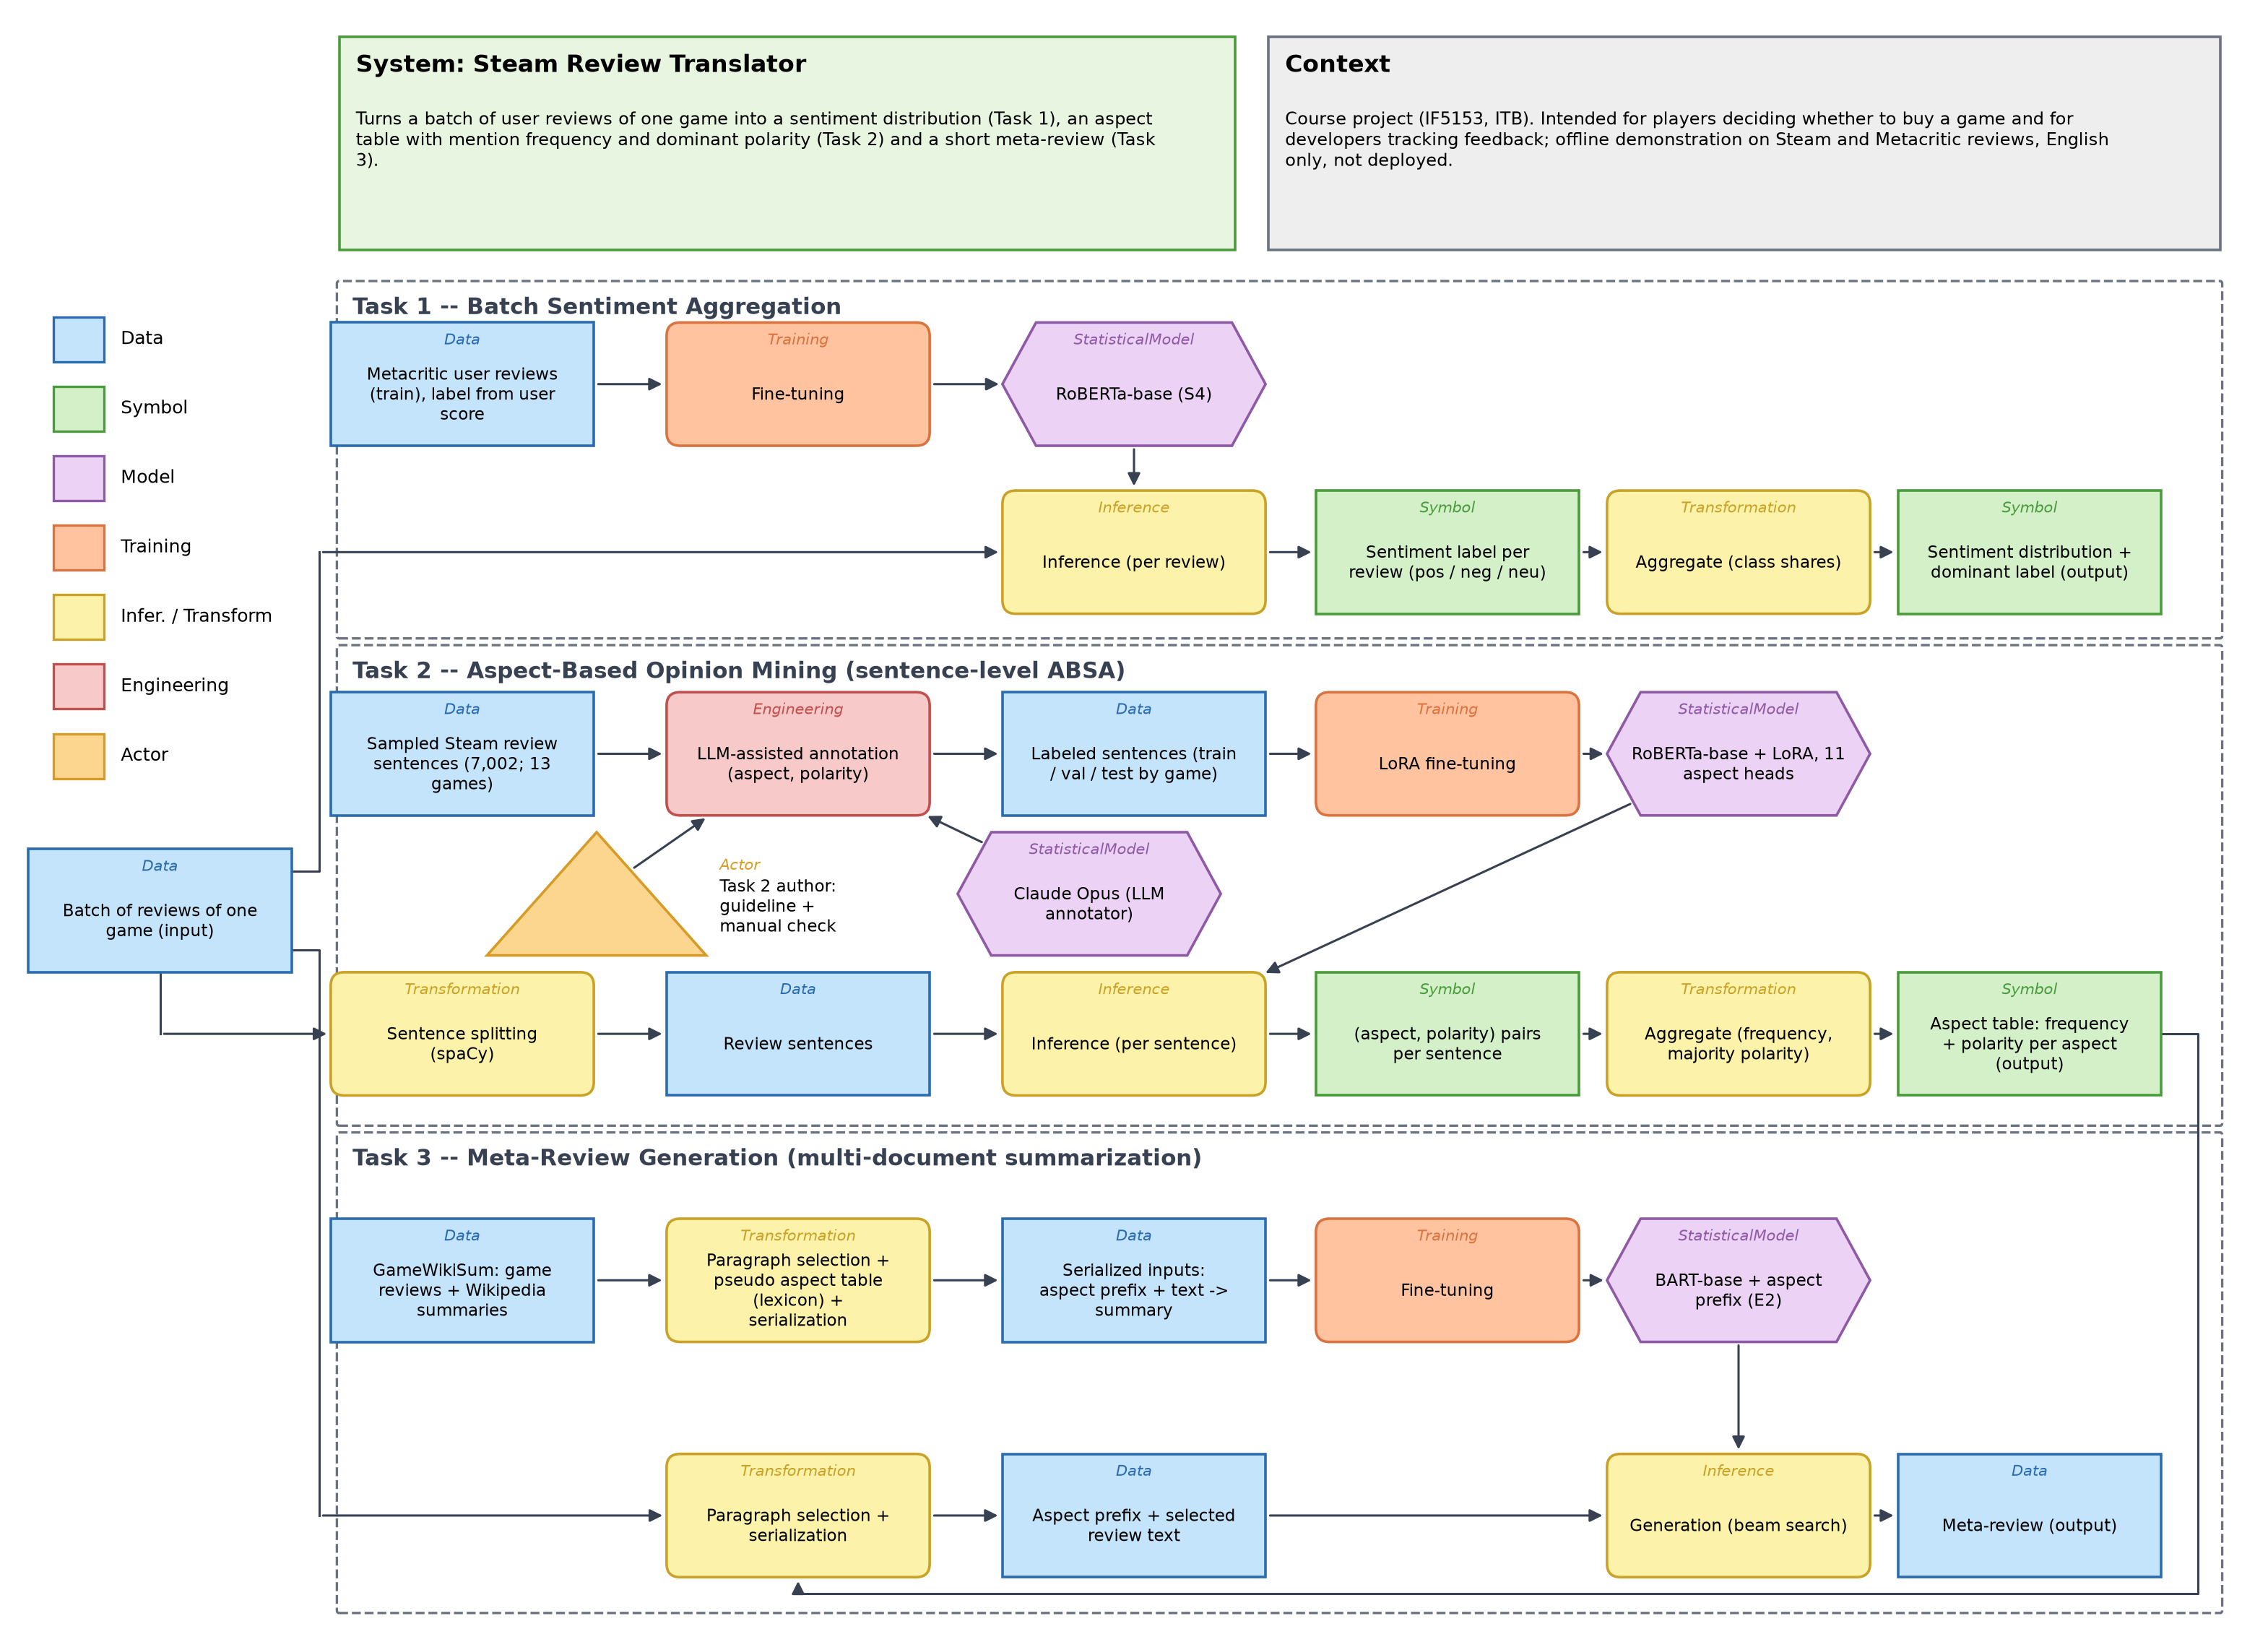 System: Steam Review Translator
Turns a batch of user reviews of one game into a sentiment distribution (Task 1), an aspect
table with mention frequency and dominant polarity (Task 2) and a short meta-review (Task
3).
Context
Course project (IF5153, ITB). Intended for players deciding whether to buy a game and for
developers tracking feedback; offline demonstration on Steam and Metacritic reviews, English
only, not deployed.
Data
Symbol
Model
Training
Infer. / Transform
Engineering
Actor
Data
Batch of reviews of one
game (input)
Task 1 -- Batch Sentiment Aggregation
Data
Metacritic user reviews
(train), label from user
score
Training
Fine-tuning
StatisticalModel
RoBERTa-base (S4)
Inference
Inference (per review)
Symbol
Sentiment label per
review (pos / neg / neu)
Transformation
Aggregate (class shares)
Symbol
Sentiment distribution +
dominant label (output)
Task 2 -- Aspect-Based Opinion Mining (sentence-level ABSA)
Data
Sampled Steam review
sentences (7,002; 13
games)
Engineering
LLM-assisted annotation
(aspect, polarity)
Data
Labeled sentences (train
/ val / test by game)
Training
LoRA fine-tuning
StatisticalModel
RoBERTa-base + LoRA, 11
aspect heads
Actor
Task 2 author:
guideline +
manual check
StatisticalModel
Claude Opus (LLM
annotator)
Transformation
Sentence splitting
(spaCy)
Data
Review sentences
Inference
Inference (per sentence)
Symbol
(aspect, polarity) pairs
per sentence
Transformation
Aggregate (frequency,
majority polarity)
Symbol
Aspect table: frequency
+ polarity per aspect
(output)
Task 3 -- Meta-Review Generation (multi-document summarization)
Data
GameWikiSum: game
reviews + Wikipedia
summaries
Transformation
Paragraph selection +
pseudo aspect table
(lexicon) +
serialization
Data
Serialized inputs:
aspect prefix + text ->
summary
Training
Fine-tuning
StatisticalModel
BART-base + aspect
prefix (E2)
Transformation
Paragraph selection +
serialization
Data
Aspect prefix + selected
review text
Inference
Generation (beam search)
Data
Meta-review (output)